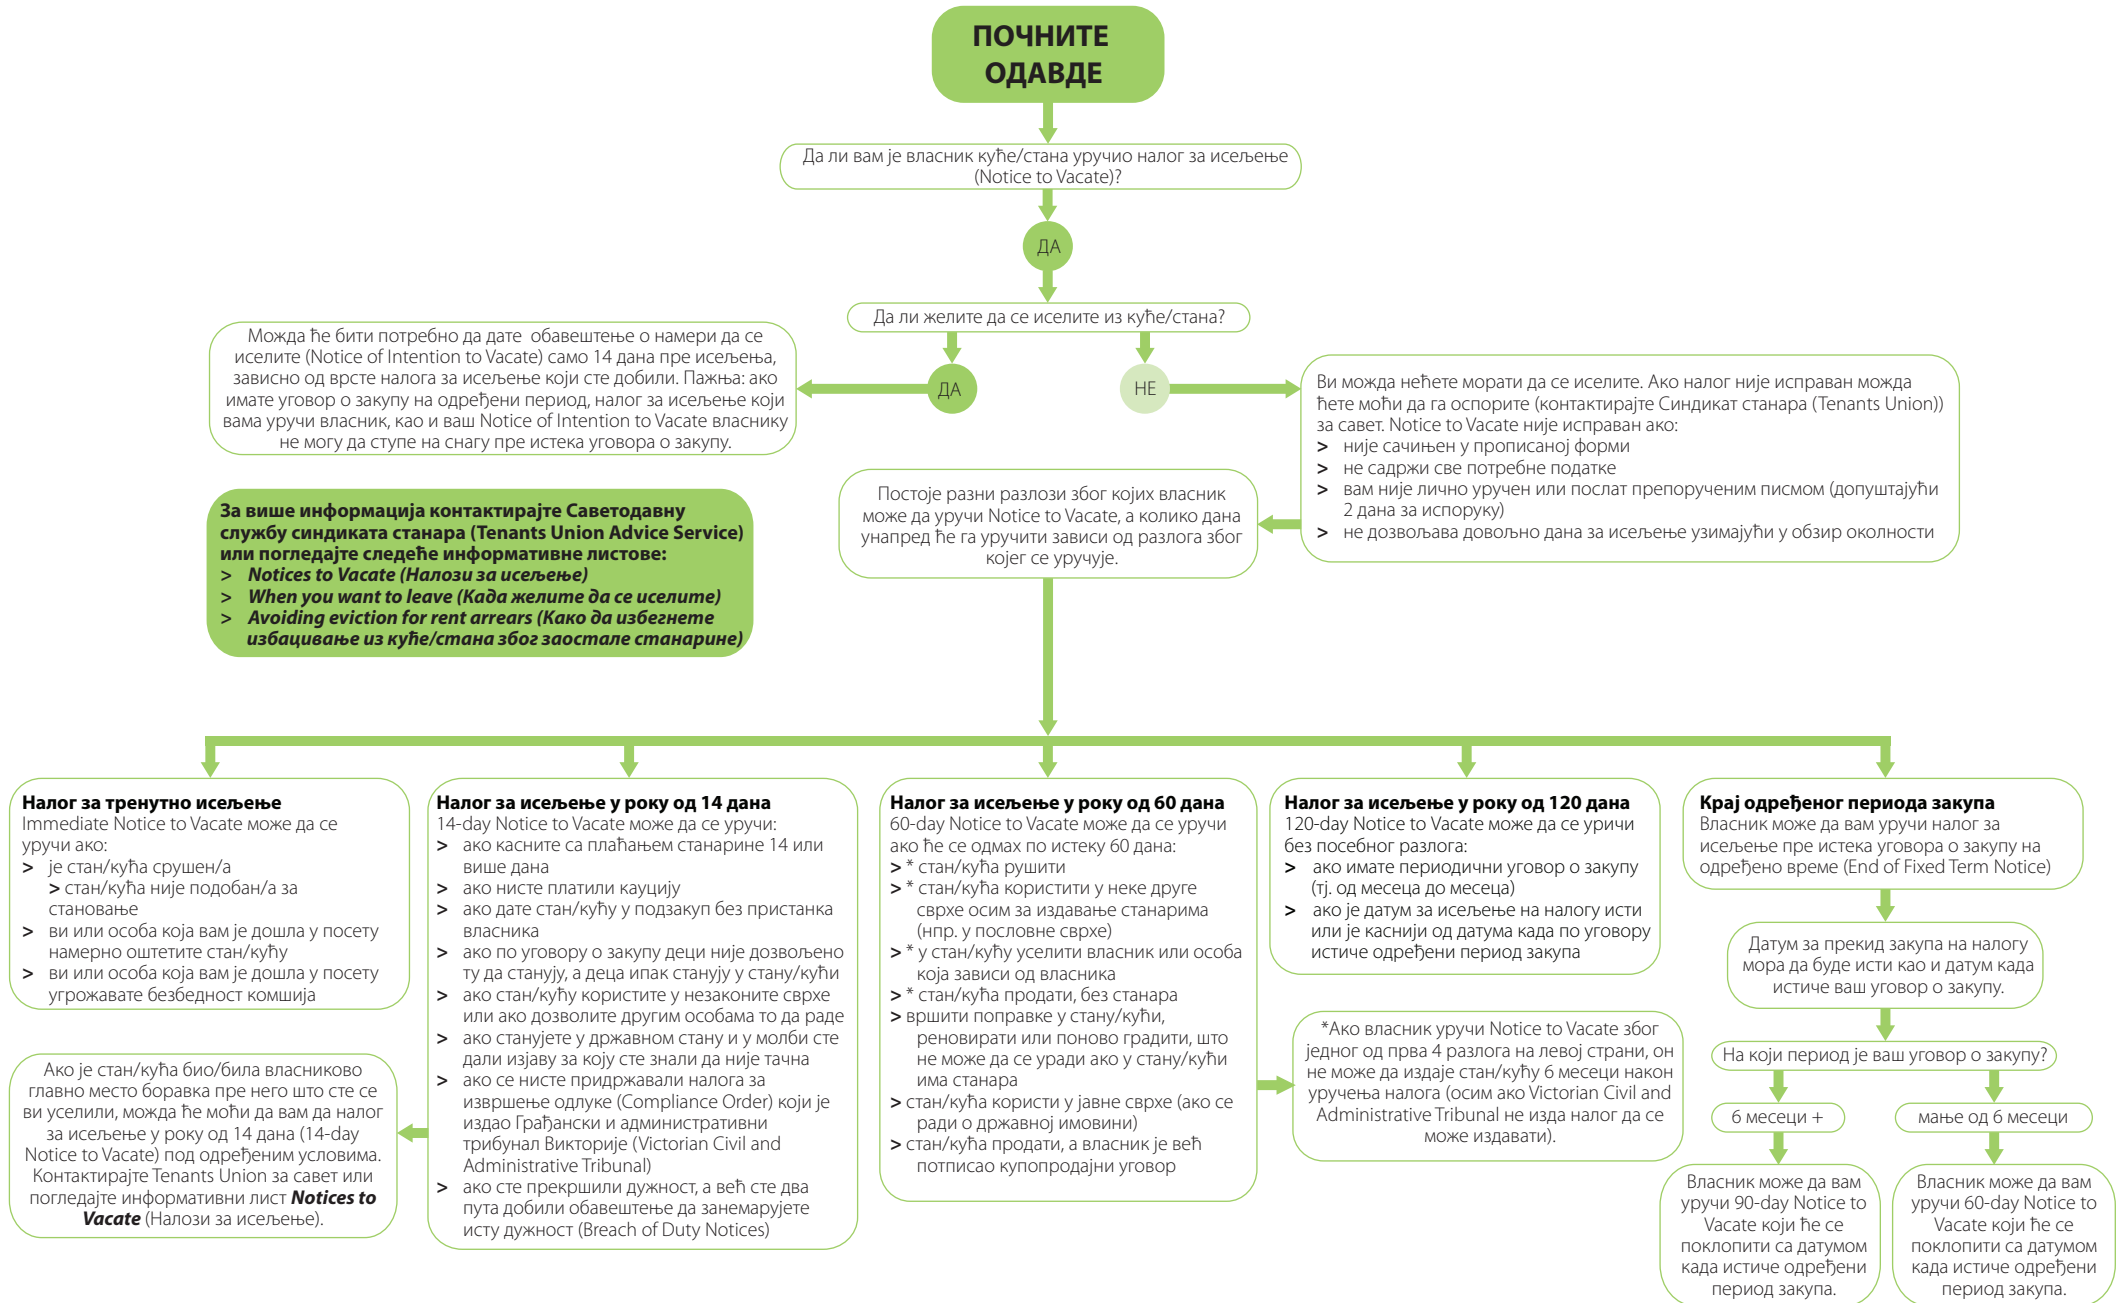 ПОЧНИТЕ
ОДАВДЕ
Да ли вам је власник куће/стана уручио налог за исељење
(Notice to Vacate)?
ДА
Да ли желите да се иселите из куће/стана?
ДА
НЕ
Можда ће бити потребно да дате обавештење о намери да се
иселите (Notice of Intention to Vacate) само 14 дана пре исељења,
зависно од врсте налога за исељење који сте добили. Пажња: ако
имате уговор о закупу на одређени период, налог за исељење који
вама уручи власник, као и ваш Notice of Intention to Vacate власнику
не могу да ступе на снагу пре истека уговора о закупу.
Ви можда нећете морати да се иселите. Ако налог није исправан можда
ћете моћи да га оспорите (контактирајте Синдикат станара (Tenants Union))
за савет. Notice to Vacate није исправан ако:
> није сачињен у прописаној форми
> не садржи све потребне податке
> вам није лично уручен или послат препорученим писмом (допуштајући
2 дана за испоруку)
> не дозвољава довољно дана за исељење узимајући у обзир околности
Постоје разни разлози због којих власник
може да уручи Notice to Vacate, а колико дана
унапред ће га уручити зависи од разлога због
којег се уручује.
За више информација контактирајте Саветодавну
службу синдиката станара (Tenants Union Advice Service)
или погледајте следеће информативне листове:
> Notices to Vacate (Налози за исељење)
> When you want to leave (Када желите да се иселите)
> Avoiding eviction for rent arrears (Како да избегнете
избацивање из куће/стана због заостале станарине)
Налог за тренутно исељење
Immediate Notice to Vacate може да се
уручи ако:
> је стан/кућа срушен/а
> стан/кућа није подобан/а за
становање
> ви или особа која вам је дошла у посету
намерно оштетите стан/кућу
> ви или особа која вам је дошла у посету
угрожавате безбедност комшија
Ако је стан/кућа био/била власниково
главно место боравка пре него што сте се
ви уселили, можда ће моћи да вам да налог
за исељење у року од 14 дана (14-day
Notice to Vacate) под одређеним условима.
Контактирајте Tenants Union за савет или
погледајте информативни лист Notices to
Vacate (Налози за исељење).
Налог за исељење у року од 14 дана
14-day Notice to Vacate може да се уручи:
> ако касните са плаћањем станарине 14 или
више дана
> ако нисте платили кауцију
> ако дате стан/кућу у подзакуп без пристанка
власника
> ако по уговору о закупу деци није дозвољено
ту да станују, а деца ипак станују у стану/кући
> ако стан/кућу користите у незаконите сврхе
или ако дозволите другим особама то да раде
> ако станујете у државном стану и у молби сте
дали изјаву за коју сте знали да није тачна
> ако се нисте придржавали налога за
извршење одлуке (Compliance Order) који је
издао Грађански и административни
трибунал Викторије (Victorian Civil and
Administrative Tribunal)
> ако сте прекршили дужност, а већ сте два
пута добили обавештење да занемарујете
исту дужност (Breach of Duty Notices)
Налог за исељење у року од 60 дана
60-day Notice to Vacate може да се уручи
ако ће се одмах по истеку 60 дана:
> * стан/кућа рушити
> * стан/кућа користити у неке друге
сврхе осим за издавање станарима
(нпр. у пословне сврхе)
> * у стан/кућу уселити власник или особа
која зависи од власника
> * стан/кућа продати, без станара
> вршити поправке у стану/кући,
реновирати или поново градити, што
не може да се уради ако у стану/кући
има станара
> стан/кућа користи у јавне сврхе (ако се
ради о државној имовини)
> стан/кућа продати, а власник је већ
потписао купопродајни уговор
Налог за исељење у року од 120 дана
120-day Notice to Vacate може да се уричи
без посебног разлога:
> ако имате периодични уговор о закупу
(тј. од месеца до месеца)
> ако је датум за исељење на налогу исти
или је каснији од датума када по уговору
истиче одређени период закупа
*Ако власник уручи Notice to Vacate због
једног од прва 4 разлога на левој страни, он
не може да издаје стан/кућу 6 месеци након
уручења налога (осим ако Victorian Civil and
Administrative Tribunal не изда налог да се
може издавати).
Крај одређеног периода закупа
Власник може да вам уручи налог за
исељење пре истека уговора о закупу на
одређено време (End of Fixed Term Notice)
Датум за прекид закупа на налогу
мора да буде исти као и датум када
истиче ваш уговор о закупу.
На који период је ваш уговор о закупу?
6 месеци +
мање од 6 месеци
Власник може да вам
уручи 90-day Notice to
Vacate који ће се
поклопити са датумом
када истиче одређени
период закупа.
Власник може да вам
уручи 60-day Notice to
Vacate који ће се
поклопити са датумом
када истиче одређени
период закупа.